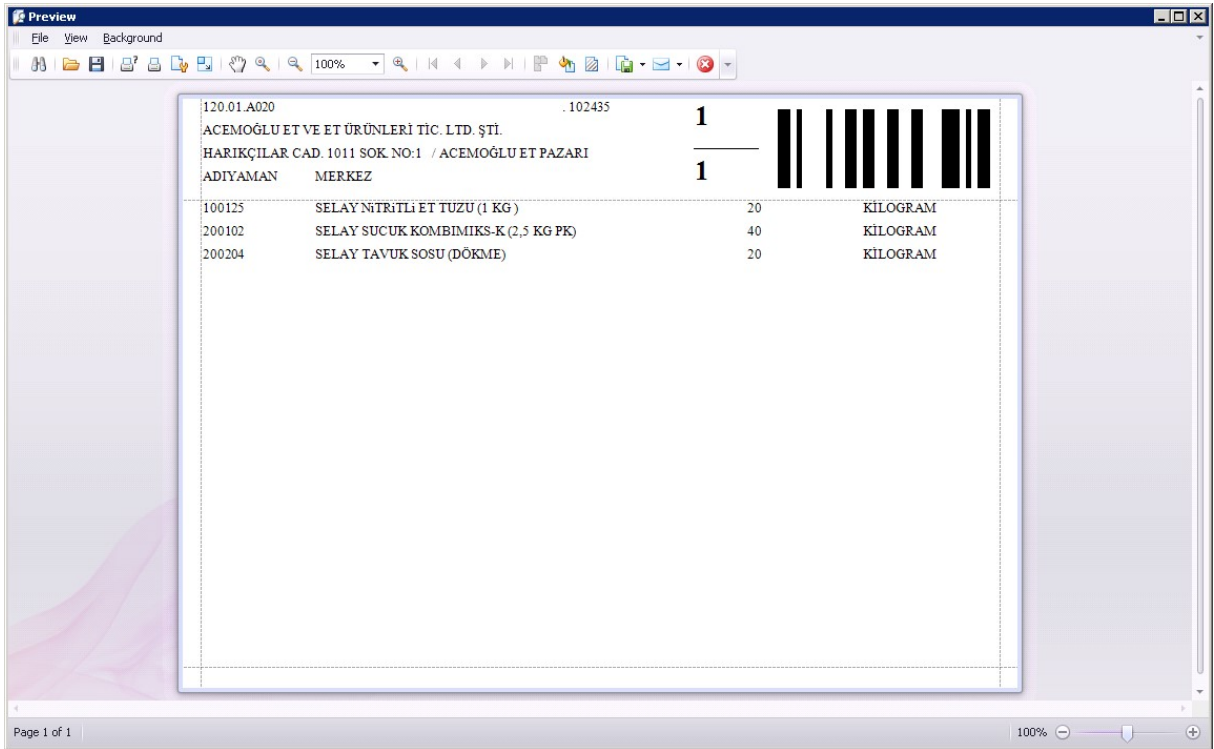 Preview
File View Background
100%
120.01.A020 . 102435
ACEMOĞLU ET VE ET ÜRÜNLERİ TİC. LTD. ŞTİ.
HARIKÇILAR CAD. 1011 SOK. NO:1 / ACEMOĞLU ET PAZARI
ADIYAMAN MERKEZ
1
1
100125 SELAY NiTRiTLi ET TUZU (1 KG ) 20 KİLOGRAM
200102 SELAY SUCUK KOMBIMIKS-K (2,5 KG PK) 40 KİLOGRAM
200204 SELAY TAVUK SOSU (DÖKME) 20 KİLOGRAM
Page 1 of 1 100%